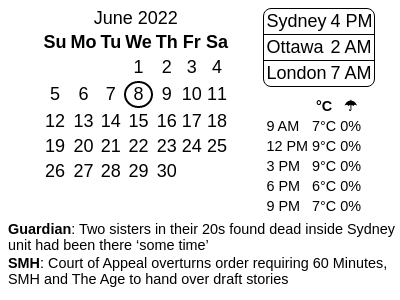 June 2022
Su Mo Tu We Th Fr Sa
1 2 3 4
5 6 7 8 9 10 11
12 13 14 15 16 17 18
19 20 21 22 23 24 25
26 27 28 29 30
Sydney 4 PM
Ottawa 2 AM
London 7 AM
°C ☂
9 AM 7°C 0%
12 PM 9°C 0%
3 PM 9°C 0%
6 PM 6°C 0%
9 PM 7°C 0%
Guardian: Two sisters in their 20s found dead inside Sydney
unit had been there ‘some time’
SMH: Court of Appeal overturns order requiring 60 Minutes,
SMH and The Age to hand over draft stories